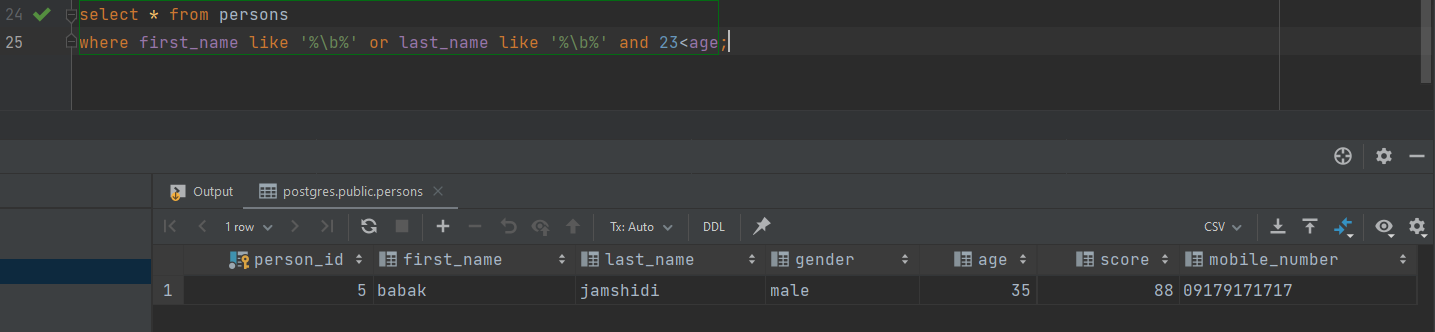 24 select * from persons
25 where first_name like '%\b%' or last_name like '%\b%' and 23<age;
Output postgres.public.persons
1 row Tx: Auto DDL CSV
person_id first_name last_name gender age score mobile_number
1 5 babak jamshidi male 35 88 09179171717